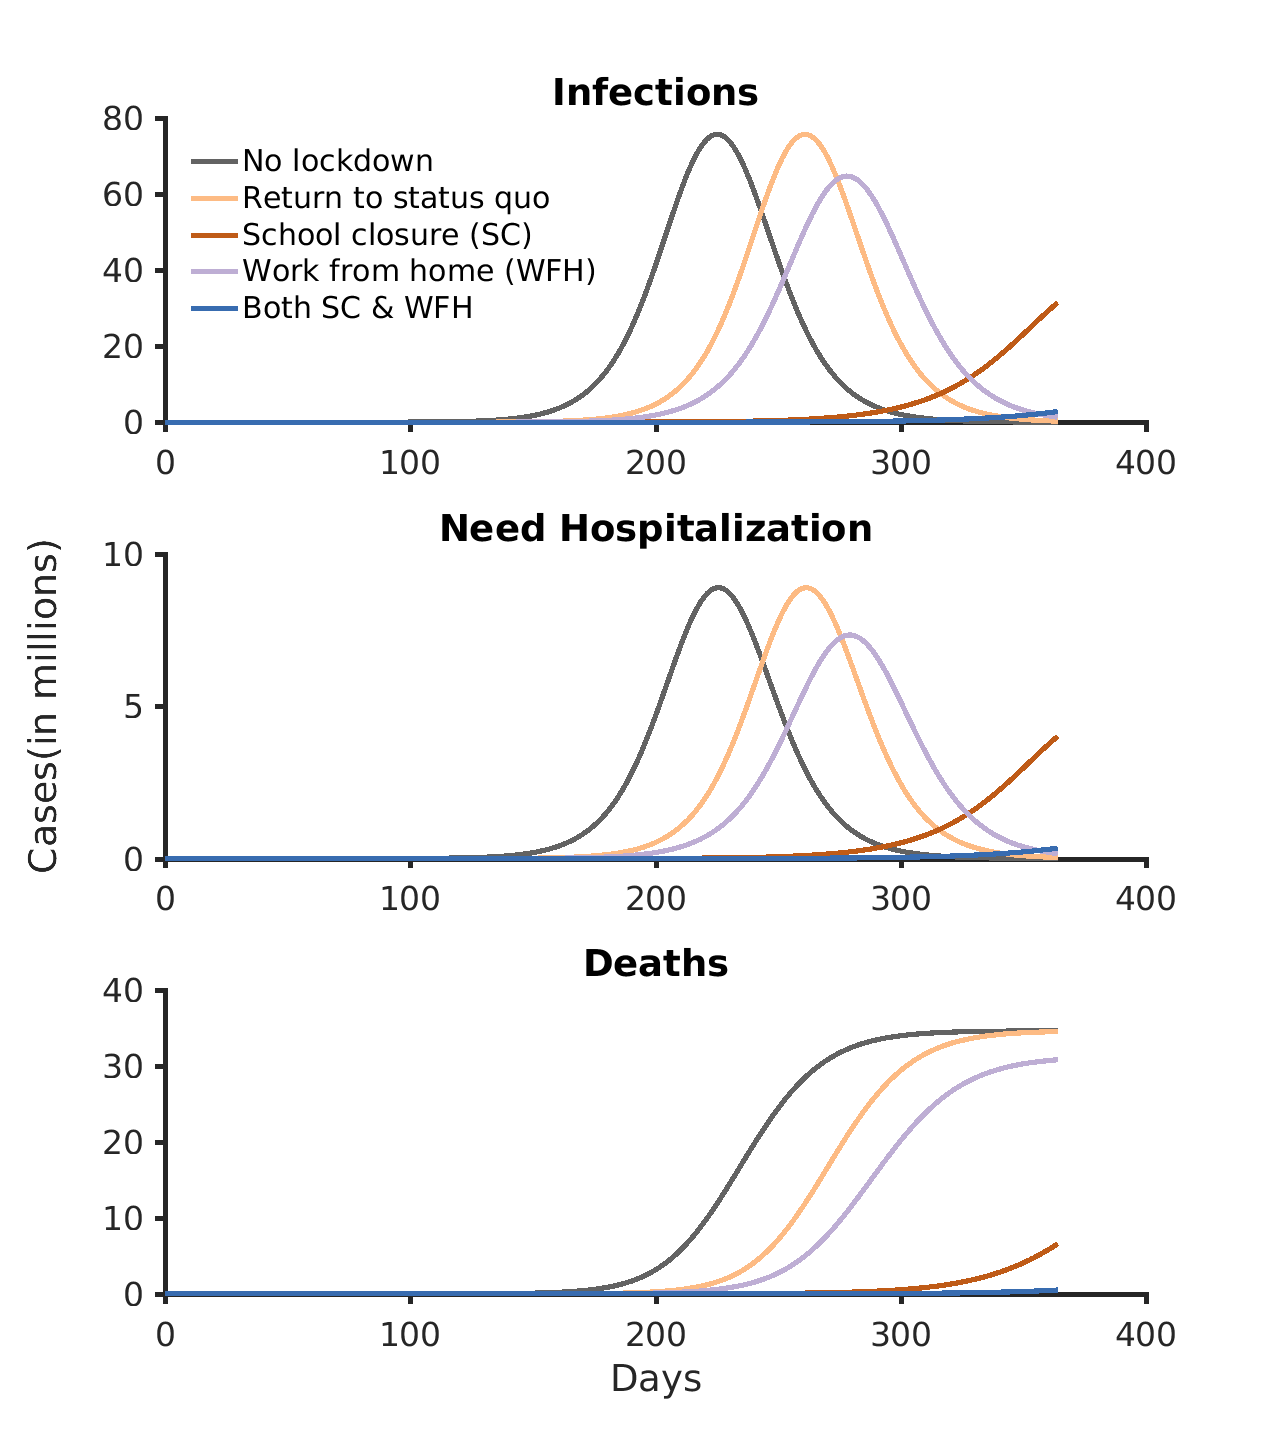 Infections
80
60
40
20
0
No lockdown
Return to status quo
School closure (SC)
Work from home (WFH)
Both SC & WFH
0 100 200 300 400
Need Hospitalization
Cases(in millions)
10
5
0
0 100 200 300 400
Deaths
40
30
20
10
0
0 100 200 300 400
Days